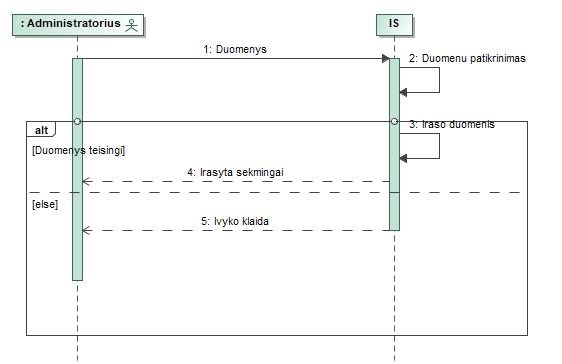 : Administratorius
IS
1: Duomenys
2: Duomenu patikrinimas
alt
3: Iraso duomenis
[Duomenys teisingi]
4: Irasyta sekmingai
[else]
5: Ivyko klaida